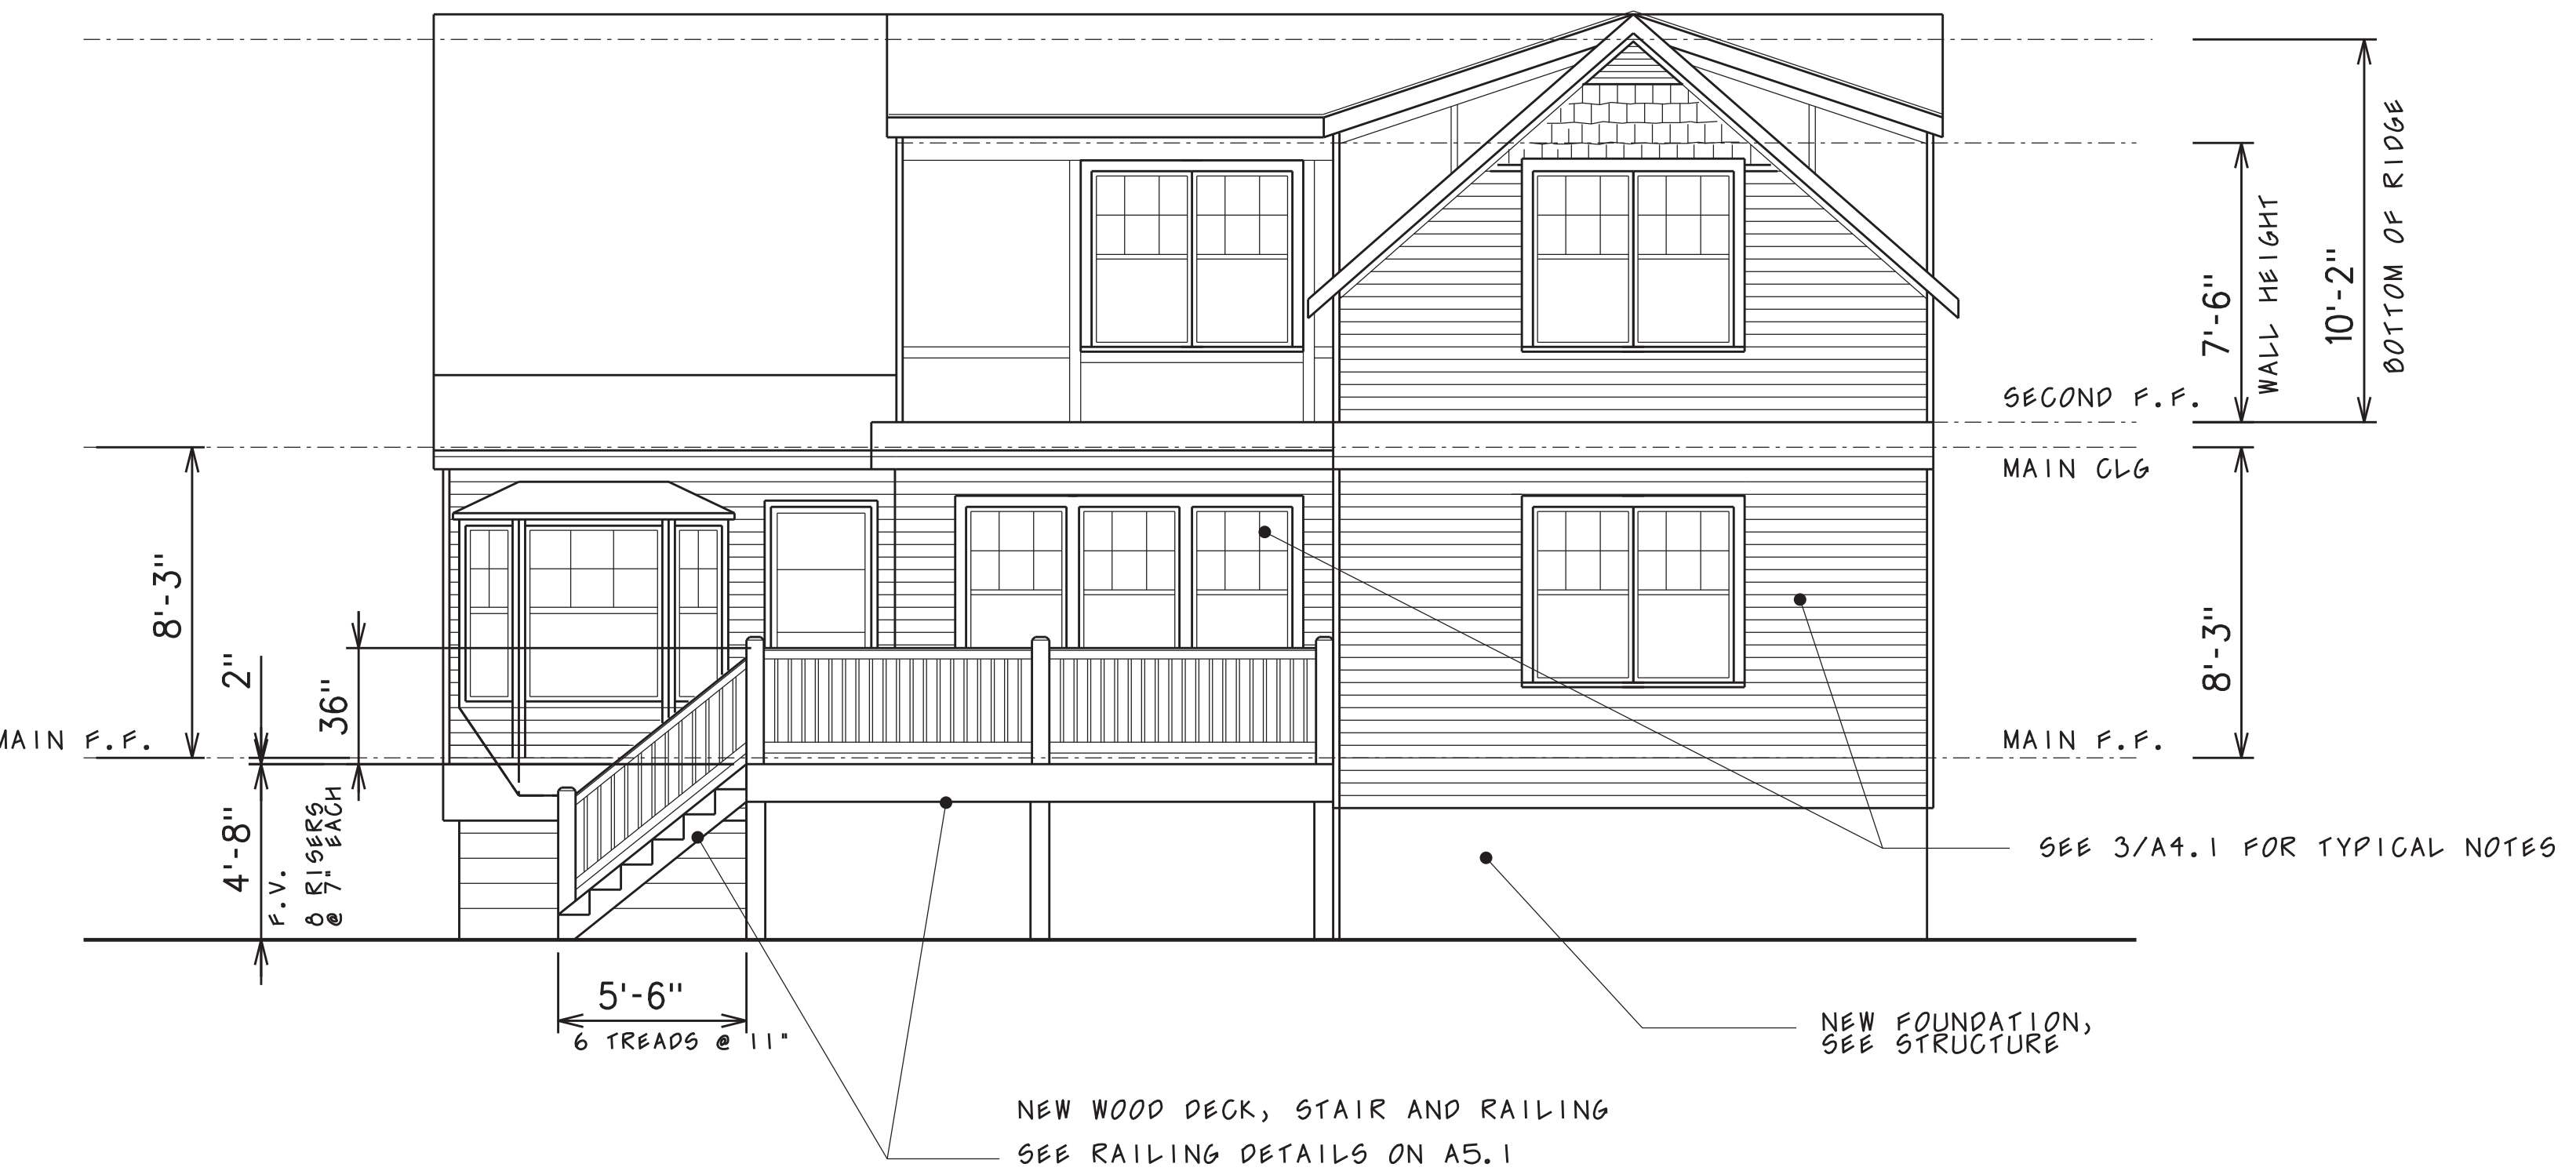 10'-2"
BOTTOM OF RIDGE
7'-6"
WALL HEIGHT
SECOND F.F.
MAIN CLG
8'-3"
8'-3"
2"
36"
MAIN F.F.
MAIN F.F.
4'-8"
F.V.
8 RISERS
@ 7" EACH
SEE 3/A4.1 FOR TYPICAL NOTES
5'-6"
6 TREADS @ 11"
NEW FOUNDATION,
SEE STRUCTURE
NEW WOOD DECK, STAIR AND RAILING
SEE RAILING DETAILS ON A5.1